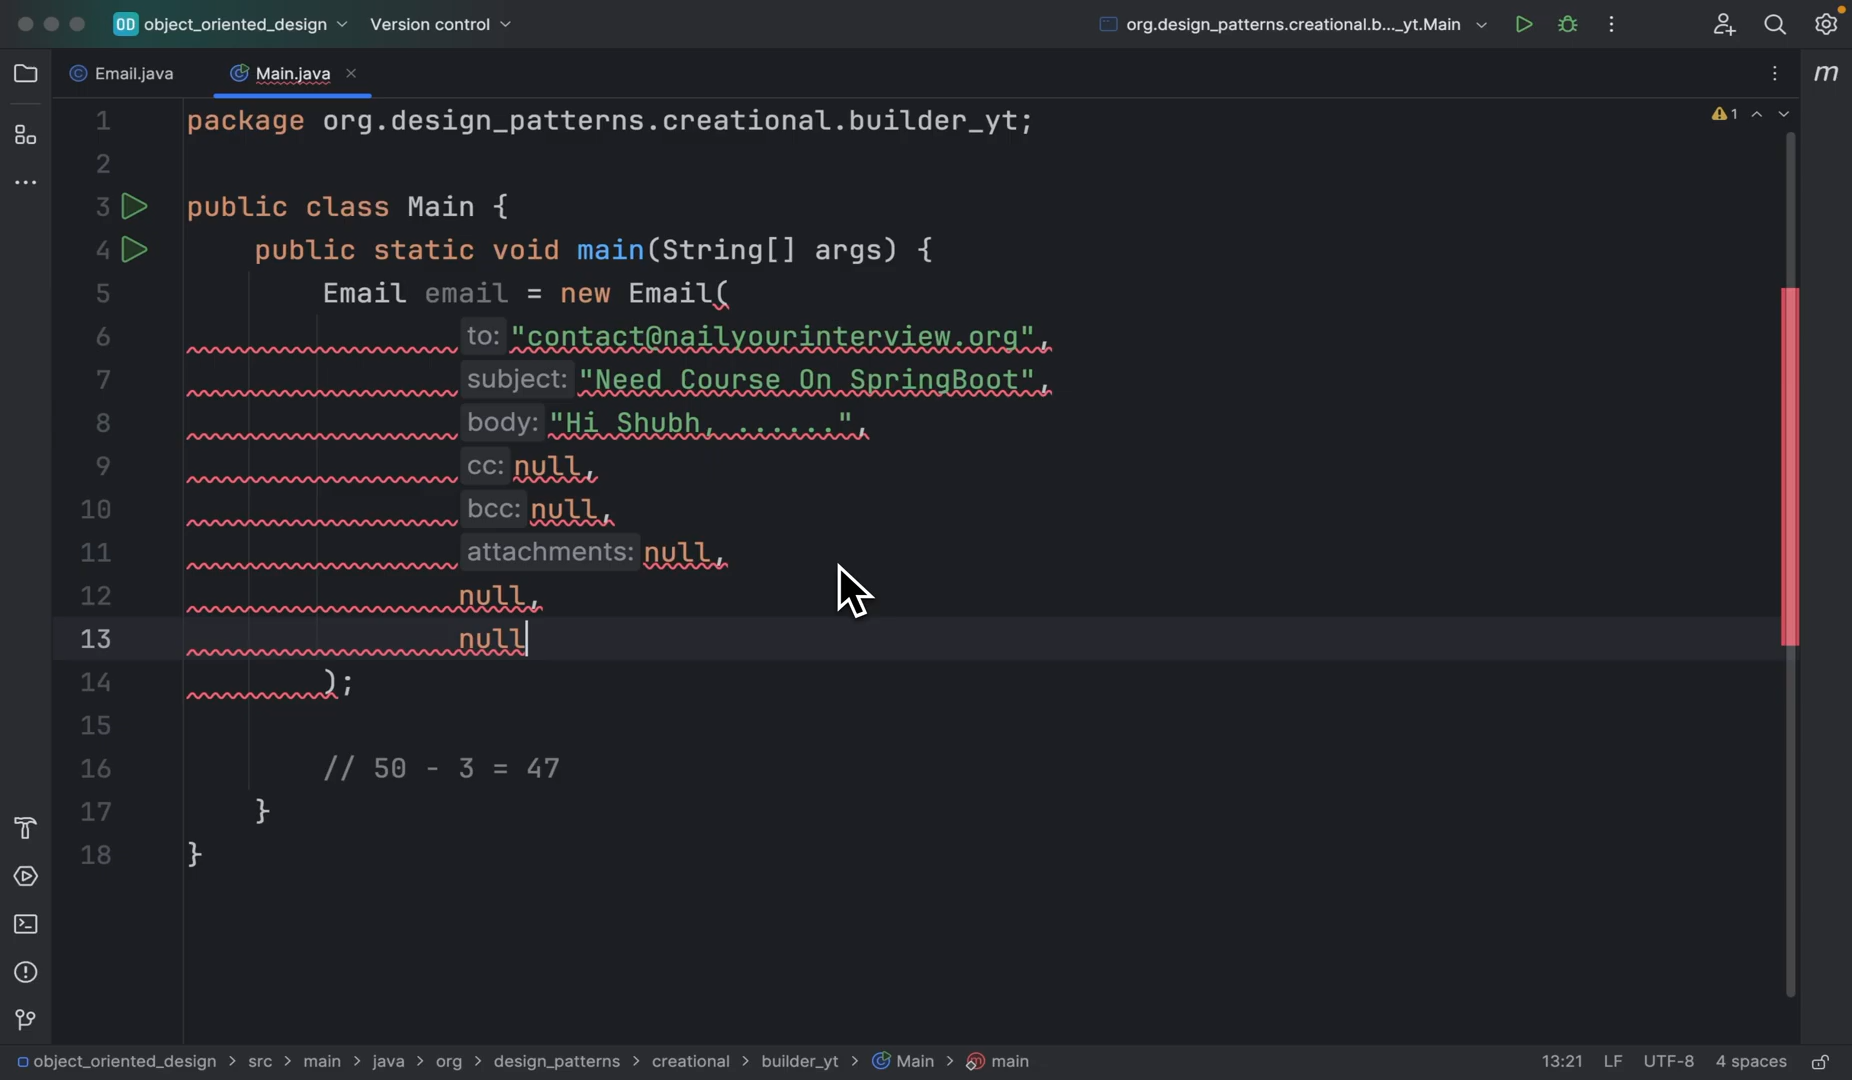 OD object_oriented_design Version control org.design_patterns.creational.b..._yt.Main
Email.java Main.java m
1 package org.design_patterns.creational.builder_yt; 1
2
3 public class Main {
4 public static void main(String[] args) {
5 Email email = new Email(
6 to: "contact@nailyourinterview.org",
7 subject: "Need Course On SpringBoot",
8 body: "Hi Shubh, ......",
9 cc: null,
10 bcc: null,
11 attachments: null,
12 null,
13 null
14 );
15
16 // 50 - 3 = 47
17 }
18 }
object_oriented_design > src > main > java > org > design_patterns > creational > builder_yt > Main > main 13:21 LF UTF-8 4 spaces